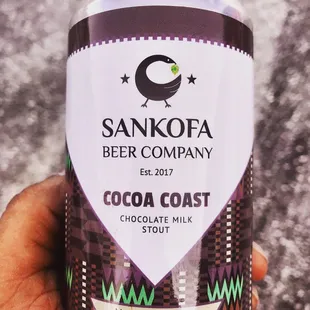 SANKOFA
BEER COMPANY
Est. 2017
COCOA COAST
CHOCOLATE MILK
STOUT